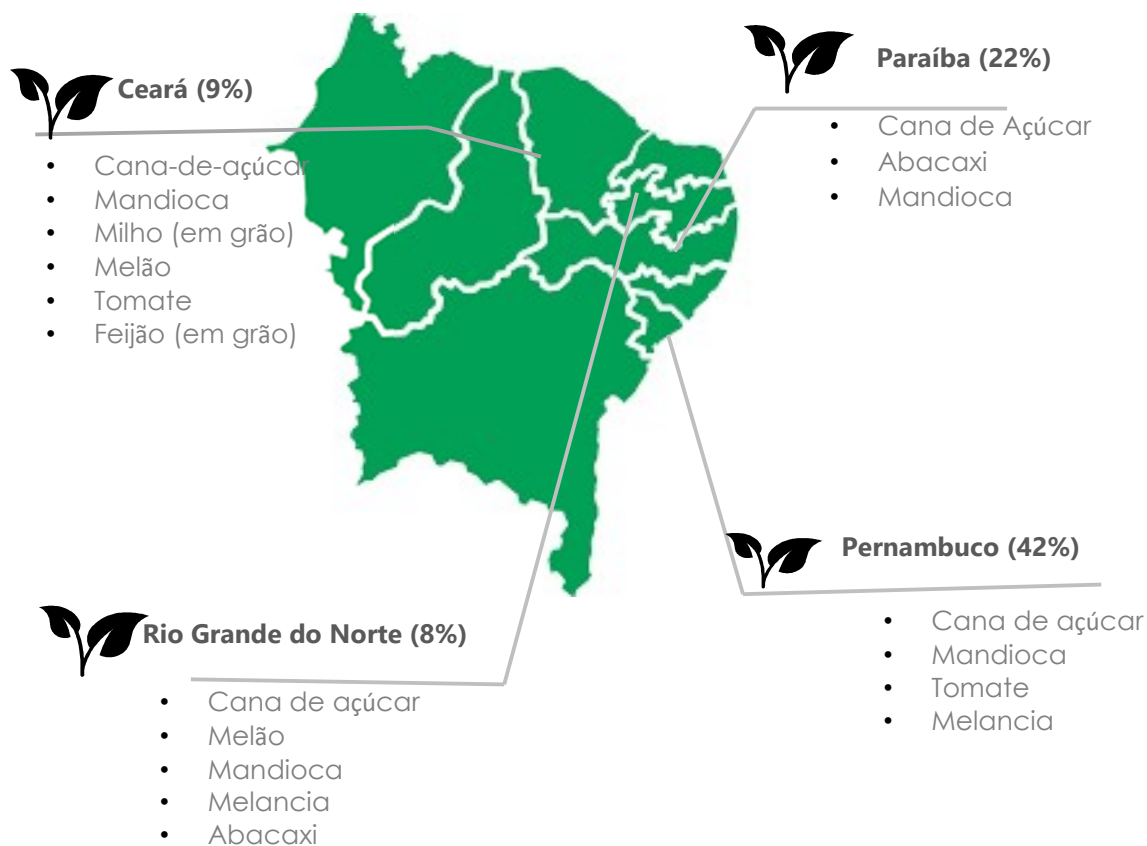 Ceará (9%)
• Cana-de-açúcar
• Mandioca
• Milho (em grão)
• Melão
• Tomate
• Feijão (em grão)
Paraíba (22%)
• Cana de Açúcar
• Abacaxi
• Mandioca
Rio Grande do Norte (8%)
• Cana de açúcar
• Melão
• Mandioca
• Melancia
• Abacaxi
Pernambuco (42%)
• Cana de açúcar
• Mandioca
• Tomate
• Melancia